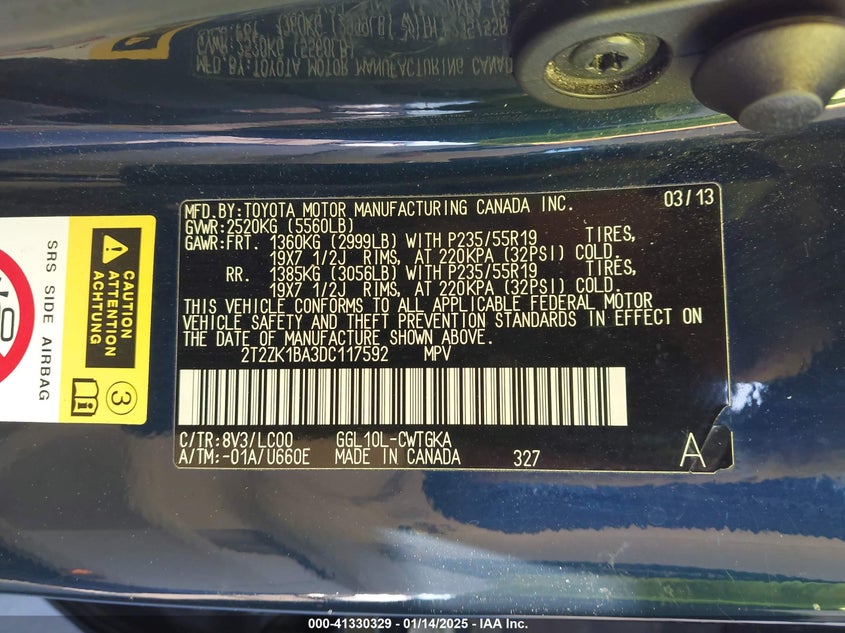 MFG.BY:TOYOTA MOTOR MANUFACTURING CANADA INC. 03/13
GVWR:2520KG (5560LB)
GAWR:FRT. 1360KG (2999LB) WITH P235/55R19 TIRES,
19X7 1/2J RIMS, AT 220KPA (32PSI) COLD.
RR. 1385KG (3056LB) WITH P235/55R19 TIRES,
19X7 1/2J RIMS, AT 220KPA (32PSI) COLD.
THIS VEHICLE CONFORMS TO ALL APPLICABLE FEDERAL MOTOR
VEHICLE SAFETY AND THEFT PREVENTION STANDARDS IN EFFECT ON
THE DATE OF MANUFACTURE SHOWN ABOVE.
2T2ZK1BA3DC117592 MPV
C/TR:8V3/LC00 GGL10L-CWTGKA
A/TM:-01A/U660E MADE IN CANADA 327 A
SRS SIDE AIRBAG
CAUTION
ATTENTION
ACHTUNG
3
000-41330329 - 01/14/2025 - IAA Inc.